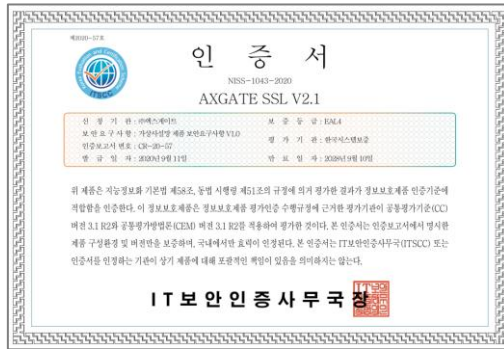 제2020-57호
인 증 서
NISS-1043-2020
AXGATE SSL V2.1
신 청 기 관 : ㈜엑스게이트
보 증 등 급 : EAL4
보안요구사항 : 가상사설망 제품 보안요구사항 V1.0
평 가 기 관 : 한국시스템보증
인증보고서 번호 : CR-20-57
발 급 일 자 : 2020년 9월 11일
만 료 일 자 : 2028년 9월 10일
위 제품은 지능정보화 기본법 제58조, 동법 시행령 제51조의 규정에 의거 평가한 결과가 정보보호제품 인증기준에
적합함을 인증한다. 이 정보보호제품은 정보보호제품 평가인증 수행규정에 근거한 평가기관이 공통평가기준(CC)
버전 3.1 R2와 공통평가방법론(CEM) 버전 3.1 R2를 적용하여 평가한 것이다. 본 인증서는 인증보고서에서 명시한
제품 구성환경 및 버전만을 보증하며, 국내에서만 효력이 인정된다. 본 인증서는 IT보안인증사무국(ITSCC) 또는
인증서를 인정하는 기관이 상기 제품에 대해 포괄적인 책임이 있음을 의미하지는 않는다.
IT보안인증사무국장
ITSCC